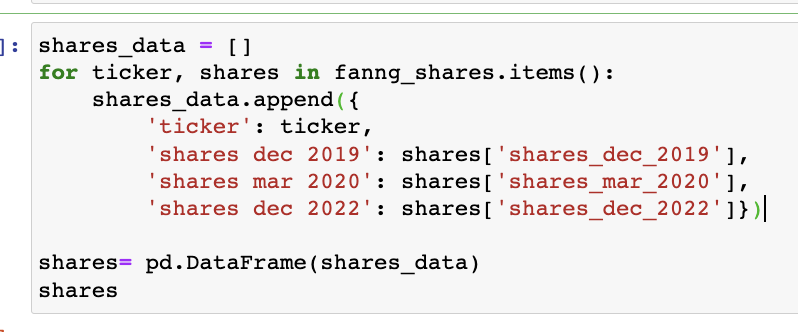 ]: shares_data = []
for ticker, shares in fanng_shares.items():
    shares_data.append({
        'ticker': ticker,
        'shares dec 2019': shares['shares_dec_2019'],
        'shares mar 2020': shares['shares_mar_2020'],
        'shares dec 2022': shares['shares_dec_2022']})
shares= pd.DataFrame(shares_data)
shares